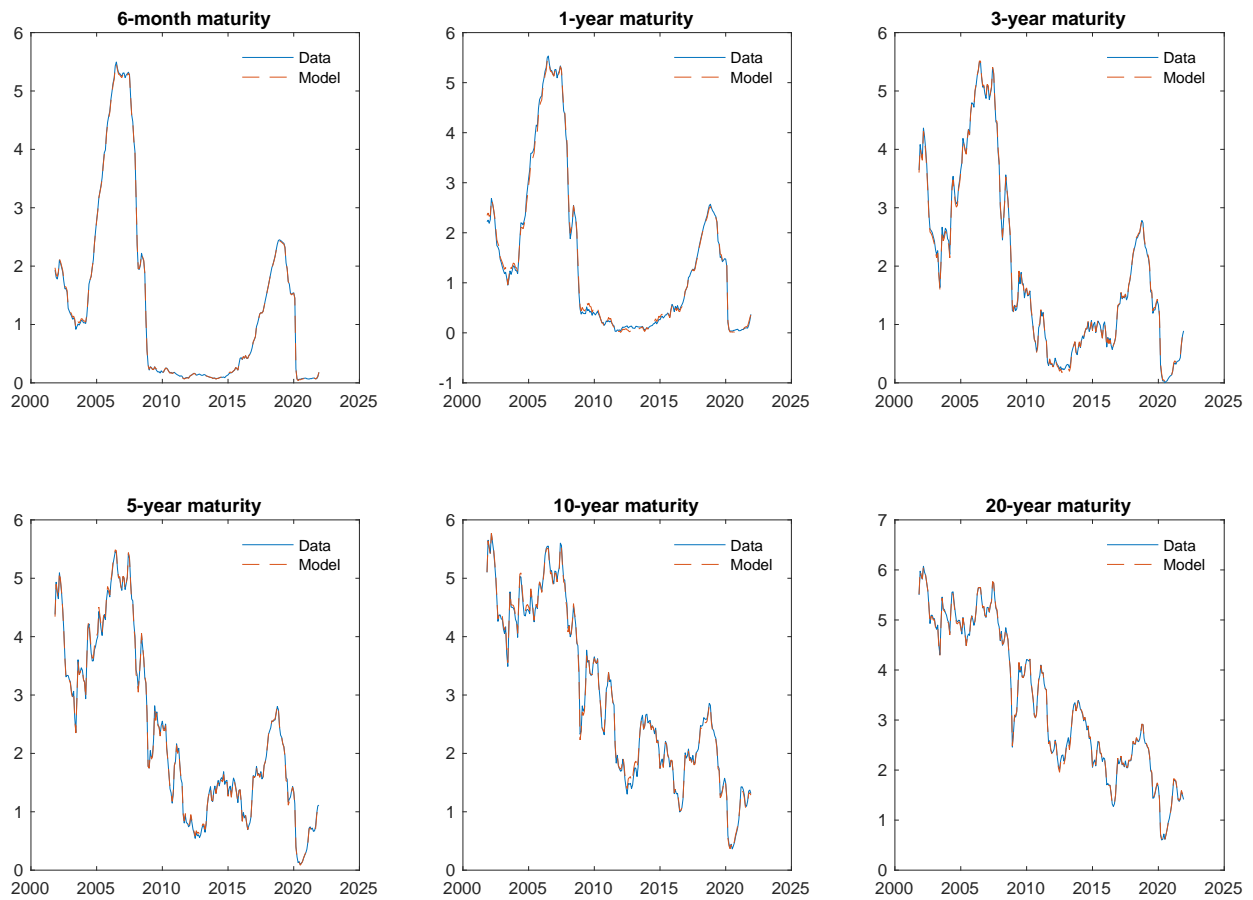 6-month maturity
6
5
4
3
2
1
0
2000 2005 2010 2015 2020 2025
Data
Model
1-year maturity
6
5
4
3
2
1
0
-1
2000 2005 2010 2015 2020 2025
Data
Model
3-year maturity
6
5
4
3
2
1
0
2000 2005 2010 2015 2020 2025
Data
Model
5-year maturity
6
5
4
3
2
1
0
2000 2005 2010 2015 2020 2025
Data
Model
10-year maturity
6
5
4
3
2
1
0
2000 2005 2010 2015 2020 2025
Data
Model
20-year maturity
7
6
5
4
3
2
1
0
2000 2005 2010 2015 2020 2025
Data
Model